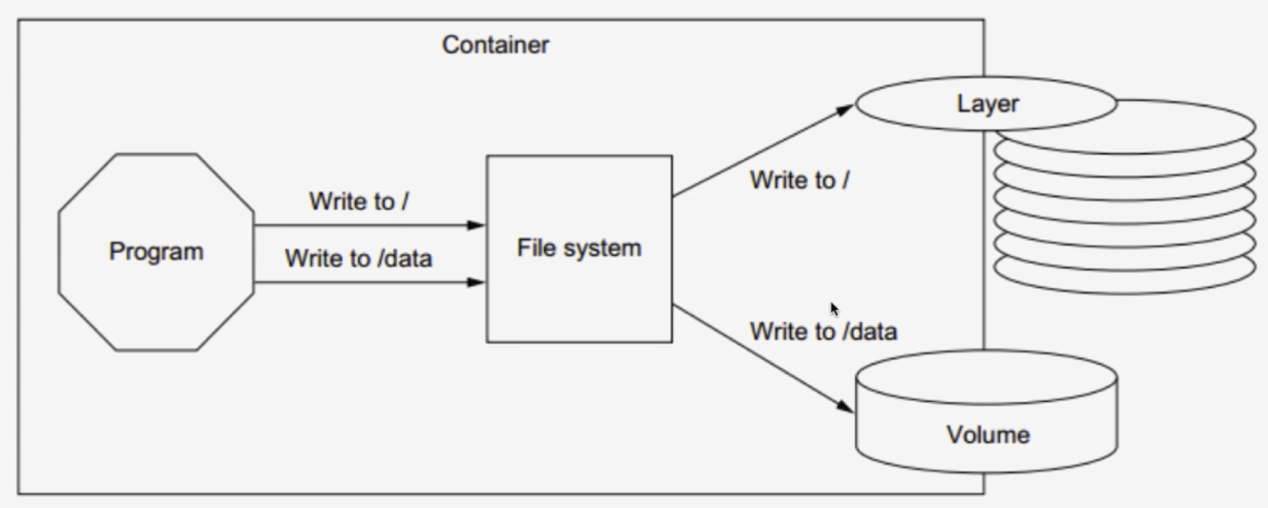 Container
Layer
Write to /
Write to /
Program
File system
Write to /data
Write to /data
Volume